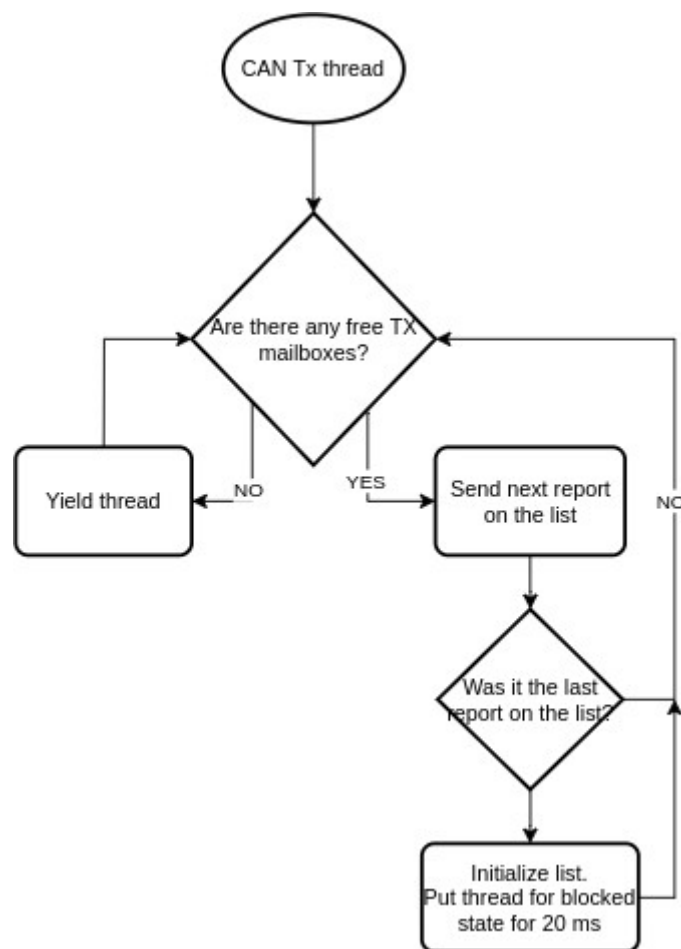 CAN Tx thread
Are there any free TX
mailboxes?
Yield thread
NO
YES
Send next report
on the list
NO
Was it the last
report on the list?
Initialize list.
Put thread for blocked
state for 20 ms